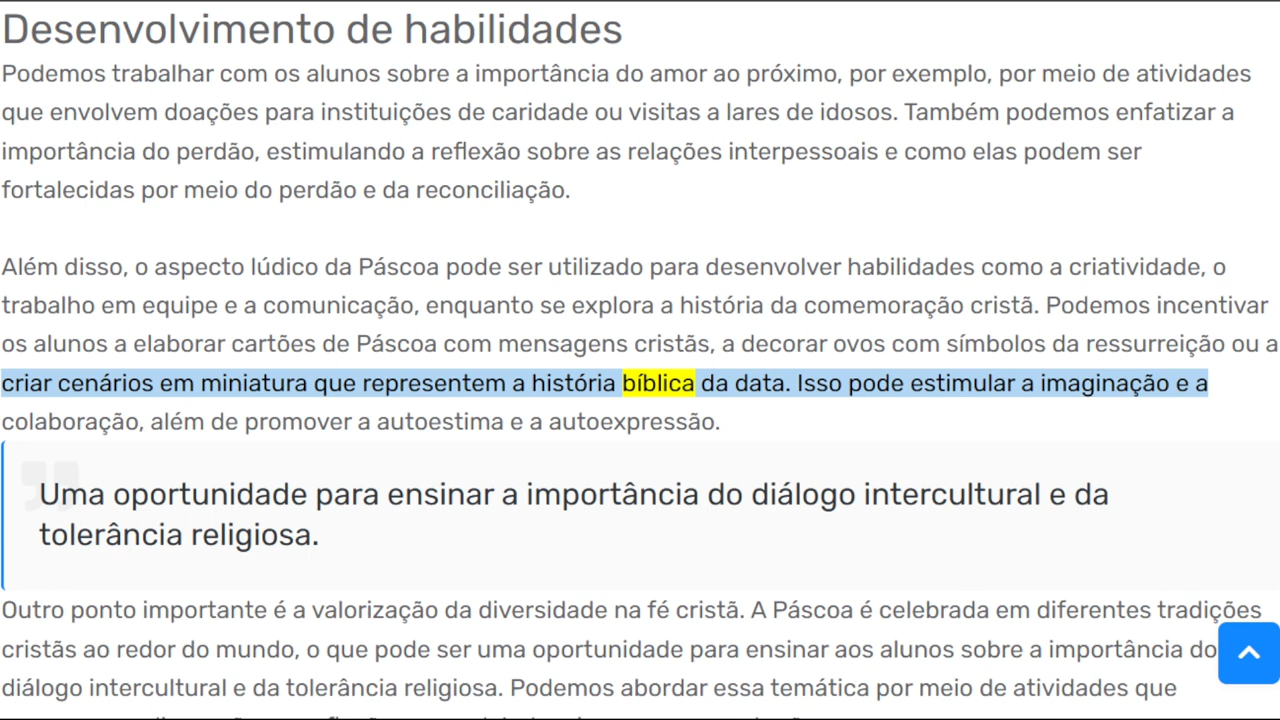 Desenvolvimento de habilidades
Podemos trabalhar com os alunos sobre a importância do amor ao próximo, por exemplo, por meio de atividades
que envolvem doações para instituições de caridade ou visitas a lares de idosos. Também podemos enfatizar a
importância do perdão, estimulando a reflexão sobre as relações interpessoais e como elas podem ser
fortalecidas por meio do perdão e da reconciliação.
Além disso, o aspecto lúdico da Páscoa pode ser utilizado para desenvolver habilidades como a criatividade, o
trabalho em equipe e a comunicação, enquanto se explora a história da comemoração cristã. Podemos incentivar
os alunos a elaborar cartões de Páscoa com mensagens cristãs, a decorar ovos com símbolos da ressurreição ou a
criar cenários em miniatura que representem a história bíblica da data. Isso pode estimular a imaginação e a
colaboração, além de promover a autoestima e a autoexpressão.
Uma oportunidade para ensinar a importância do diálogo intercultural e da
tolerância religiosa.
Outro ponto importante é a valorização da diversidade na fé cristã. A Páscoa é celebrada em diferentes tradições
cristãs ao redor do mundo, o que pode ser uma oportunidade para ensinar aos alunos sobre a importância do
diálogo intercultural e da tolerância religiosa. Podemos abordar essa temática por meio de atividades que